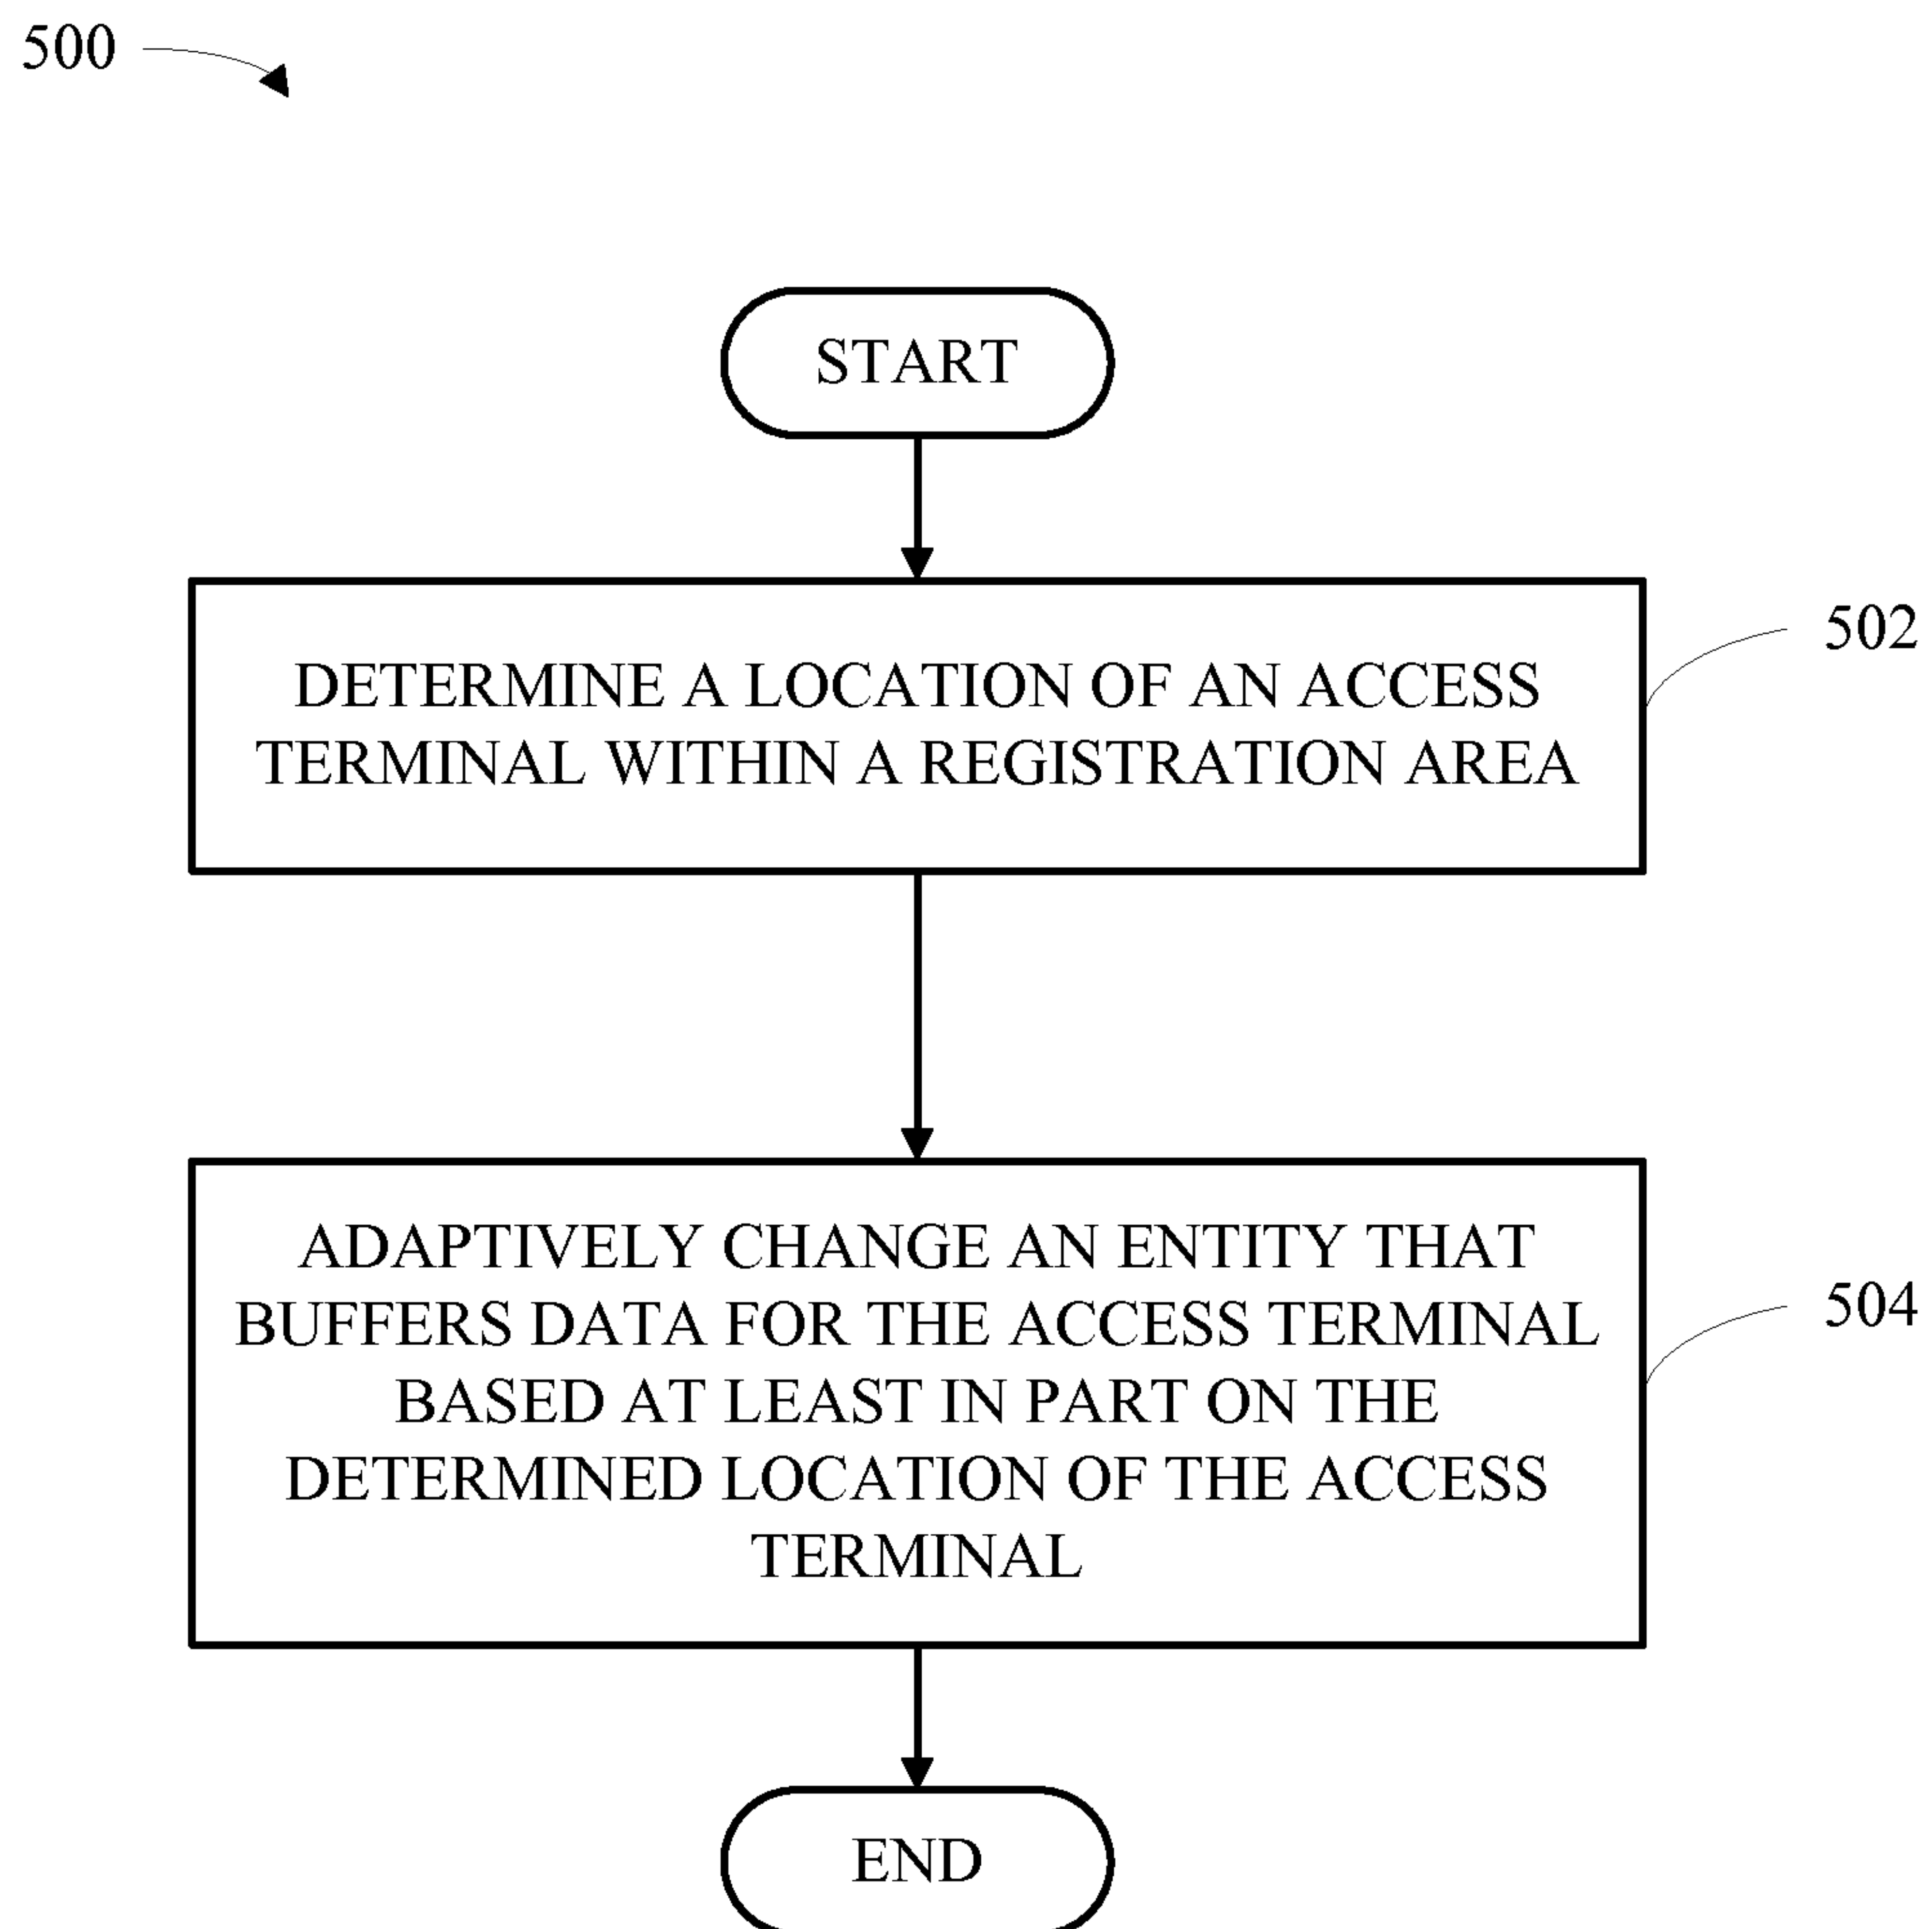 500
START
DETERMINE A LOCATION OF AN ACCESS
TERMINAL WITHIN A REGISTRATION AREA
502
ADAPTIVELY CHANGE AN ENTITY THAT
BUFFERS DATA FOR THE ACCESS TERMINAL
BASED AT LEAST IN PART ON THE
DETERMINED LOCATION OF THE ACCESS
TERMINAL
504
END